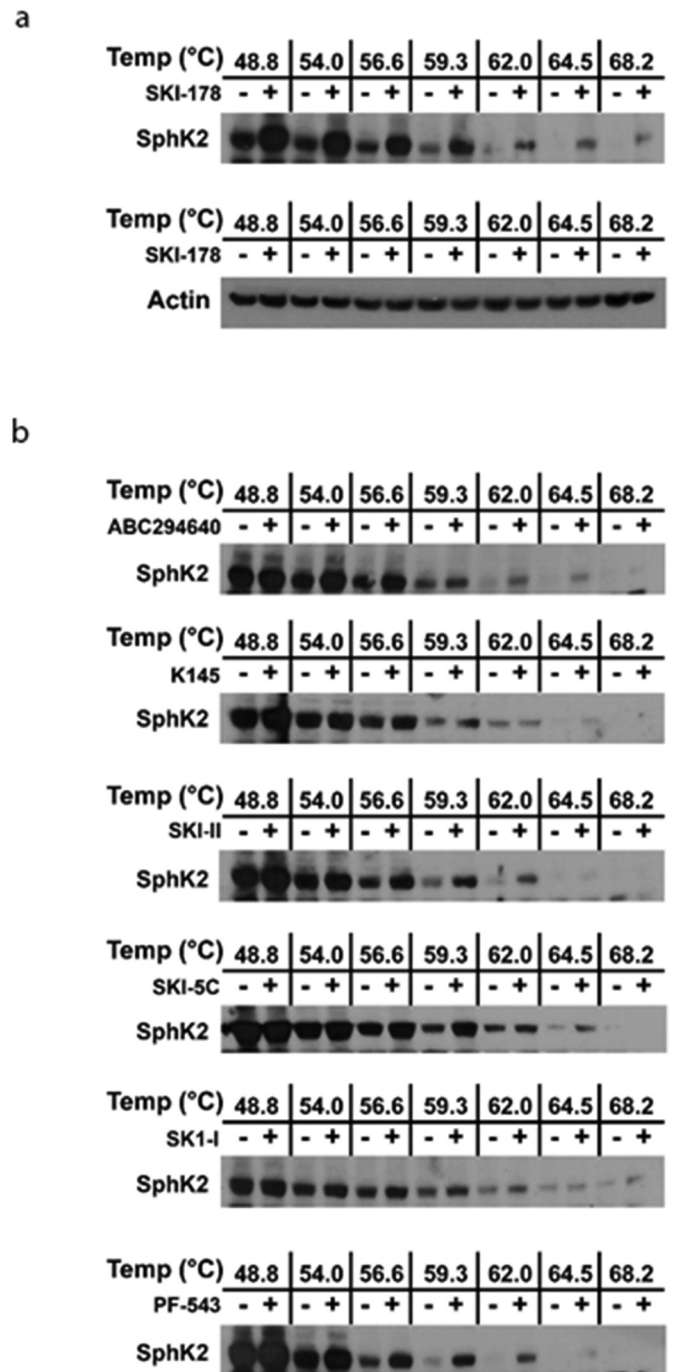 a
Temp (°C) 48.8 54.0 56.6 59.3 62.0 64.5 68.2
SKI-178 - + - + - + - + - + - + - +
SphK2
Temp (°C) 48.8 54.0 56.6 59.3 62.0 64.5 68.2
SKI-178 - + - + - + - + - + - + - +
Actin
b
Temp (°C) 48.8 54.0 56.6 59.3 62.0 64.5 68.2
ABC294640 - + - + - + - + - + - + - +
SphK2
Temp (°C) 48.8 54.0 56.6 59.3 62.0 64.5 68.2
K145 - + - + - + - + - + - + - +
SphK2
Temp (°C) 48.8 54.0 56.6 59.3 62.0 64.5 68.2
SKI-II - + - + - + - + - + - + - +
SphK2
Temp (°C) 48.8 54.0 56.6 59.3 62.0 64.5 68.2
SKI-5C - + - + - + - + - + - + - +
SphK2
Temp (°C) 48.8 54.0 56.6 59.3 62.0 64.5 68.2
SK1-I - + - + - + - + - + - + - +
SphK2
Temp (°C) 48.8 54.0 56.6 59.3 62.0 64.5 68.2
PF-543 - + - + - + - + - + - + - +
SphK2